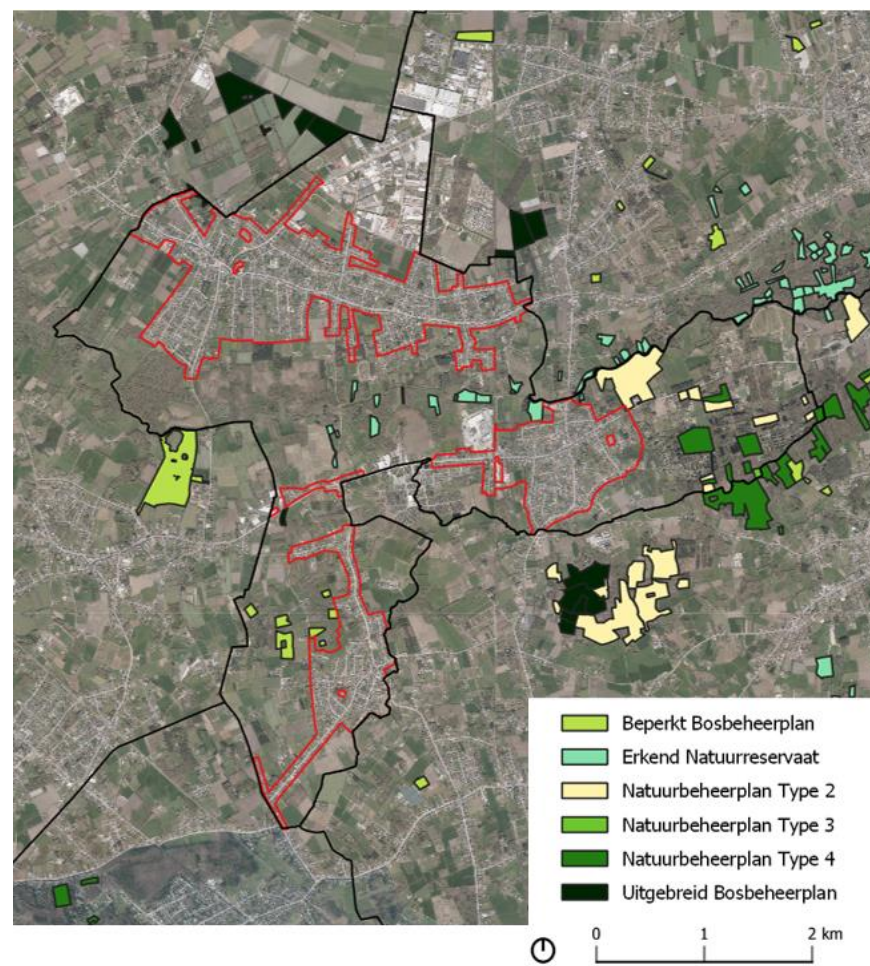 Beperkt Bosbeheerplan
Erkend Natuurreservaat
Natuurbeheerplan Type 2
Natuurbeheerplan Type 3
Natuurbeheerplan Type 4
Uitgebreid Bosbeheerplan
0 1 2 km